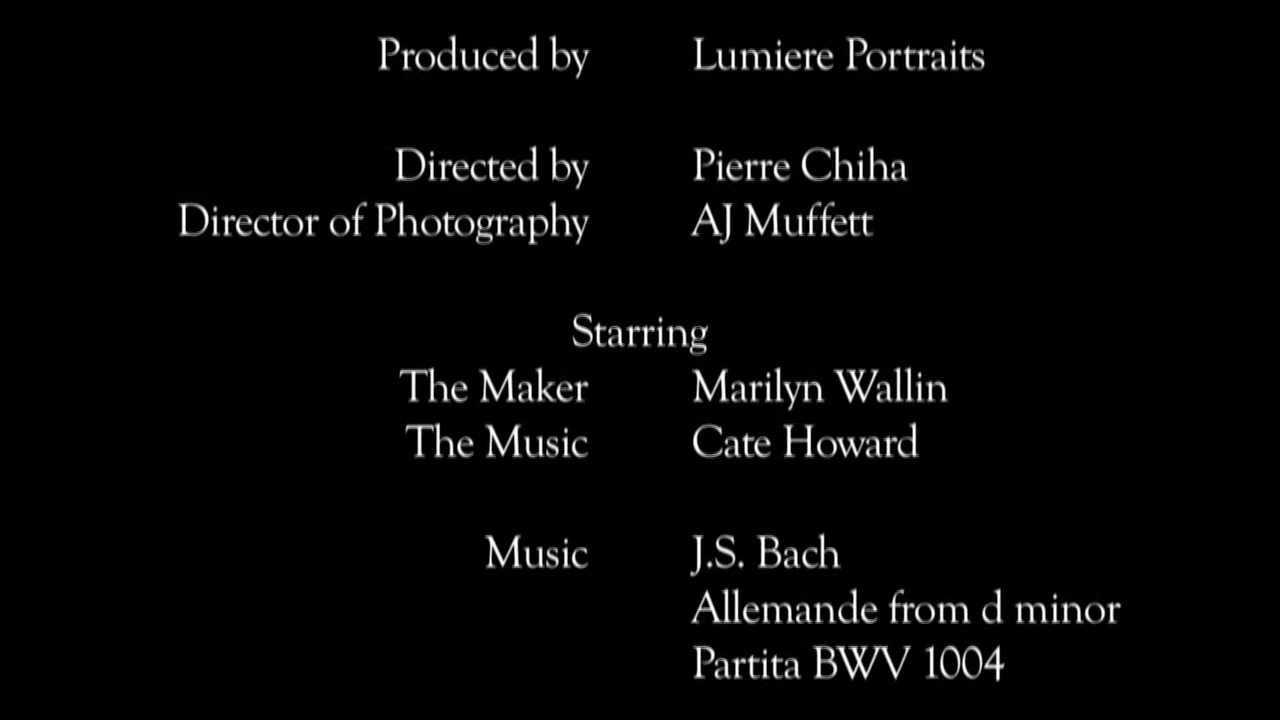 Produced by Lumiere Portraits
Directed by Pierre Chiha
Director of Photography AJ Muffett
Starring
The Maker Marilyn Wallin
The Music Cate Howard
Music J.S. Bach
Allemande from d minor
Partita BWV 1004